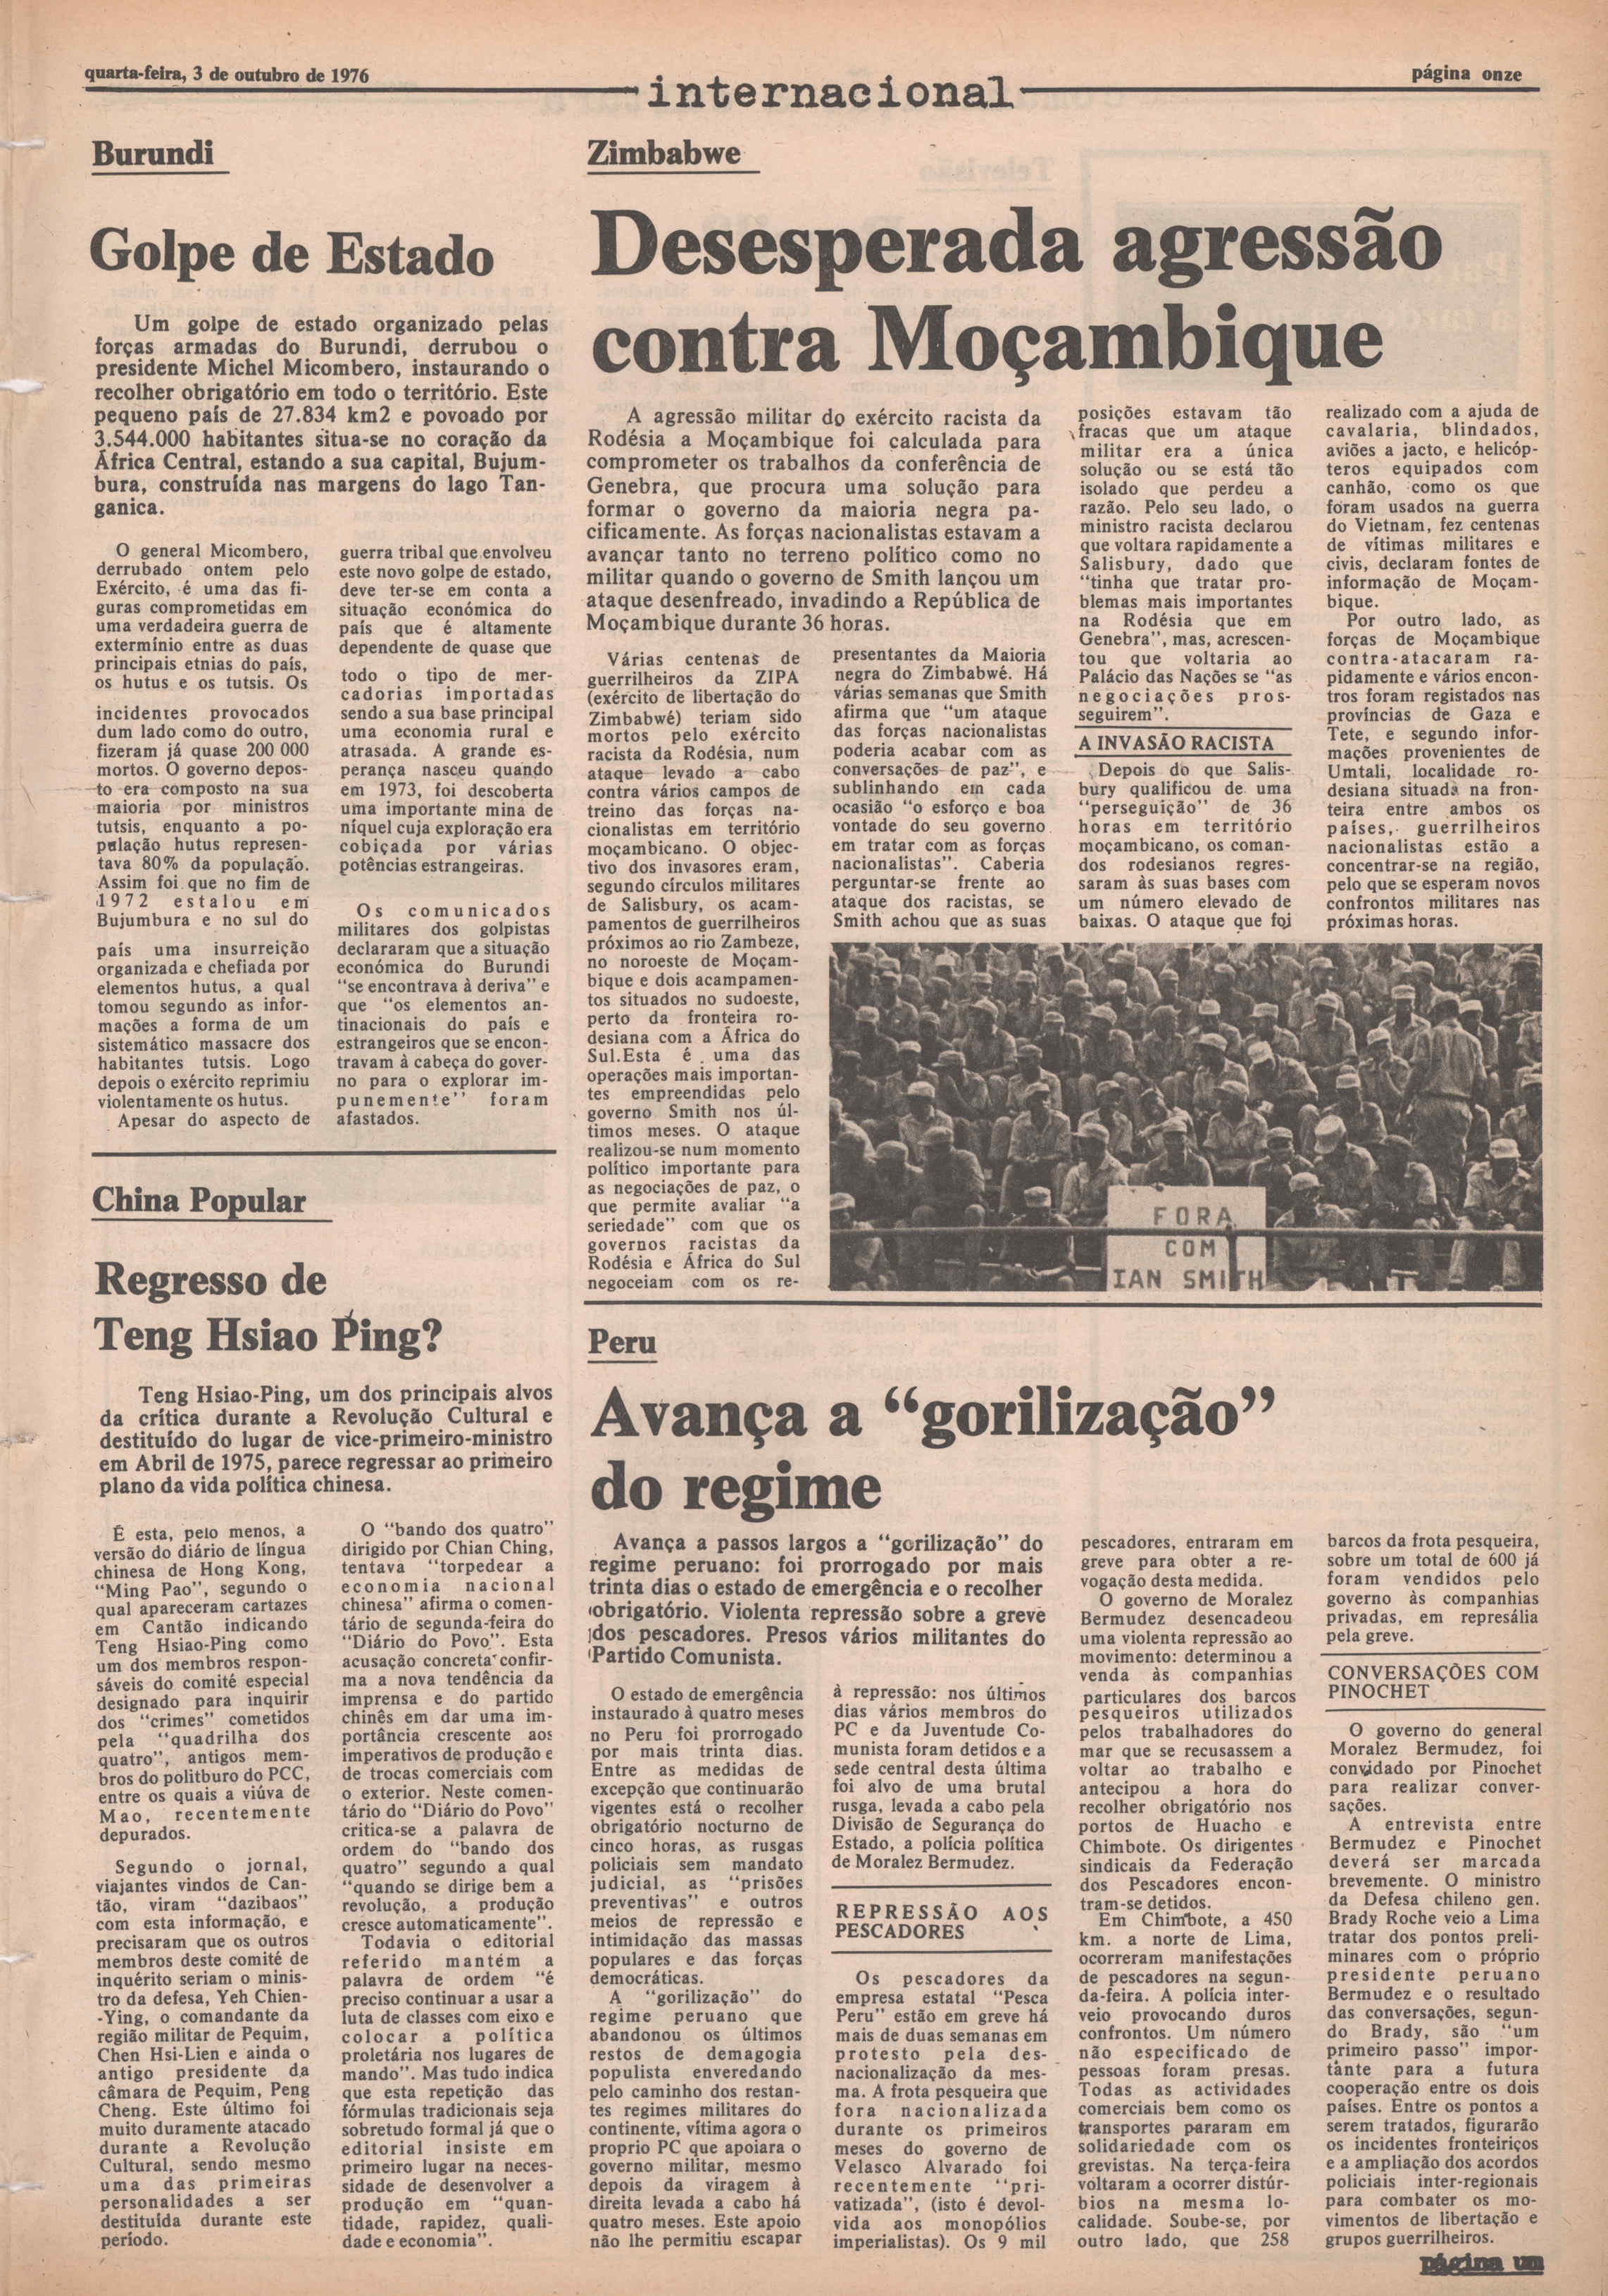 quarta-feira, 3 de outubro de 1976
internacional
página onze
Burundi
Golpe de Estado
Um golpe de estado organizado pelas
forças armadas do Burundi, derrubou o
presidente Michel Micombero, instaurando o
recolher obrigatório em todo o território. Este
pequeno país de 27.834 km2 e povoado por
3.544.000 habitantes situa-se no coração da
África Central, estando a sua capital, Bujum-
bura, construída nas margens do lago Tan-
ganica.
O general Micombero,
derrubado ontem pelo
Exército, é uma das fi-
guras comprometidas em
uma verdadeira guerra de
extermínio entre as duas
principais etnias do país,
os hutus e os tutsis. Os
incidentes provocados
dum lado como do outro,
fizeram já quase 200 000
mortos. O governo depos-
to era composto na sua
maioria por ministros
tutsis, enquanto a po-
pulação hutus represen-
tava 80% da população.
Assim foi que no fim de
1972 estalou em
Bujumbura e no sul do
país uma insurreição
organizada e chefiada por
elementos hutus, a qual
tomou segundo as infor-
mações a forma de um
sistemático massacre dos
habitantes tutsis. Logo
depois o exército reprimiu
violentamente os hutus.
Apesar do aspecto de
guerra tribal que envolveu
este novo golpe de estado,
deve ter-se em conta a
situação económica do
país que é altamente
dependente de quase que
todo o tipo de mer-
cadorias importadas
sendo a sua base principal
uma economia rural e
atrasada. A grande es-
perança nasceu quando
em 1973, foi descoberta
uma importante mina de
níquel cuja exploração era
cobiçada por várias
potências estrangeiras.
Os comunicados
militares dos golpistas
declararam que a situação
económica do Burundi
"se encontrava à deriva" e
que "os elementos an-
tinacionais do país e
estrangeiros que se encon-
travam à cabeça do gover-
no para o explorar im-
punemente" foram
afastados.
China Popular
Regresso de
Teng Hsiao Ping?
Teng Hsiao-Ping, um dos principais alvos
da crítica durante a Revolução Cultural e
destituído do lugar de vice-primeiro-ministro
em Abril de 1975, parece regressar ao primeiro
plano da vida política chinesa.
É esta, pelo menos, a
versão do diário de língua
chinesa de Hong Kong,
"Ming Pao", segundo o
qual apareceram cartazes
em Cantão indicando
Teng Hsiao-Ping como
um dos membros respon-
sáveis do comité especial
designado para inquirir
dos "crimes" cometidos
pela "quadrilha dos
quatro", antigos mem-
bros do politburo do PCC,
entre os quais a viúva de
Mao, recentemente
depurados.
Segundo o jornal,
viajantes vindos de Can-
tão, viram "dazibaos"
com esta informação, e
precisaram que os outros
membros deste comité de
inquérito seriam o minis-
tro da defesa, Yeh Chien-
-Ying, o comandante da
região militar de Pequim,
Chen Hsi-Lien e ainda o
antigo presidente da
câmara de Pequim, Peng
Cheng. Este último foi
muito duramente atacado
durante a Revolução
Cultural, sendo mesmo
uma das primeiras
personalidades a ser
destituída durante este
período.
O "bando dos quatro"
dirigido por Chian Ching,
tentava "torpedear a
economia nacional
chinesa" afirma o comen-
tário de segunda-feira do
"Diário do Povo". Esta
acusação concreta confir-
ma a nova tendência da
imprensa e do partido
chinês em dar uma im-
portância crescente aos
imperativos de produção e
de trocas comerciais com
o exterior. Neste comen-
tário do "Diário do Povo"
critica-se a palavra de
ordem do "bando dos
quatro" segundo a qual
"quando se dirige bem a
revolução, a produção
cresce automaticamente".
Todavia o editorial
referido mantém a
palavra de ordem "é
preciso continuar a usar a
luta de classes com eixo e
colocar a política
proletária nos lugares de
mando". Mas tudo indica
que esta repetição das
fórmulas tradicionais seja
sobretudo formal já que o
editorial insiste em
primeiro lugar na neces-
sidade de desenvolver a
produção em "quan-
tidade, rapidez, quali-
dade e economia".
Zimbabwe
Desesperada agressão
contra Moçambique
A agressão militar do exército racista da
Rodésia a Moçambique foi calculada para
comprometer os trabalhos da conferência de
Genebra, que procura uma solução para
formar o governo da maioria negra pa-
cificamente. As forças nacionalistas estavam a
avançar tanto no terreno político como no
militar quando o governo de Smith lançou um
ataque desenfreado, invadindo a República de
Moçambique durante 36 horas.
Várias centenas de
guerrilheiros da ZIPA
(exército de libertação do
Zimbabwé) teriam sido
mortos pelo exército
racista da Rodésia, num
ataque levado a cabo
contra vários campos de
treino das forças na-
cionalistas em território
moçambicano. O objec-
tivo dos invasores eram,
segundo círculos militares
de Salisbury, os acam-
pamentos de guerrilheiros
próximos ao rio Zambeze,
no noroeste de Moçam-
bique e dois acampamen-
tos situados no sudoeste,
perto da fronteira ro-
desiana com a África do
Sul.Esta é uma das
operações mais importan-
tes empreendidas pelo
governo Smith nos úl-
timos meses. O ataque
realizou-se num momento
político importante para
as negociações de paz, o
que permite avaliar "a
seriedade" com que os
governos racistas da
Rodésia e África do Sul
negoceiam com os re-
presentantes da Maioria
negra do Zimbabwé. Há
várias semanas que Smith
afirma que "um ataque
das forças nacionalistas
poderia acabar com as
conversações de paz", e
sublinhando em cada
ocasião "o esforço e boa
vontade do seu governo
em tratar com as forças
nacionalistas". Caberia
perguntar-se frente ao
ataque dos racistas, se
Smith achou que as suas
posições estavam tão
fracas que um ataque
militar era a única
solução ou se está tão
isolado que perdeu a
razão. Pelo seu lado, o
ministro racista declarou
que voltara rapidamente a
Salisbury, dado que
"tinha que tratar pro-
blemas mais importantes
na Rodésia que em
Genebra", mas, acrescen-
tou que voltaria ao
Palácio das Nações se "as
negociações pros-
seguirem".
A INVASÃO RACISTA
Depois do que Salis-
bury qualificou de uma
"perseguição" de 36
horas em território
moçambicano, os coman-
dos rodesianos regres-
saram às suas bases com
um número elevado de
baixas. O ataque que foi
realizado com a ajuda de
cavalaria, blindados,
aviões a jacto, e helicóp-
teros equipados com
canhão, como os que
foram usados na guerra
do Vietnam, fez centenas
de vítimas militares e
civis, declaram fontes de
informação de Moçam-
bique.
Por outro lado, as
forças de Moçambique
contra-atacaram ra-
pidamente e vários encon-
tros foram registados nas
províncias de Gaza e
Tete, e segundo infor-
mações provenientes de
Umtali, localidade ro-
desiana situada na fron-
teira entre ambos os
países, guerrilheiros
nacionalistas estão a
concentrar-se na região,
pelo que se esperam novos
confrontos militares nas
próximas horas.
FORA
COM
IAN SMITH
Peru
Avança a "gorilização"
do regime
Avança a passos largos a "gorilização" do
regime peruano: foi prorrogado por mais
trinta dias o estado de emergência e o recolher
obrigatório. Violenta repressão sobre a greve
dos pescadores. Presos vários militantes do
Partido Comunista.
O estado de emergência
instaurado à quatro meses
no Peru foi prorrogado
por mais trinta dias.
Entre as medidas de
excepção que continuarão
vigentes está o recolher
obrigatório nocturno de
cinco horas, as rusgas
policiais sem mandato
judicial, as "prisões
preventivas" e outros
meios de repressão e
intimidação das massas
populares e das forças
democráticas.
A "gorilização" do
regime peruano que
abandonou os últimos
restos de demagogia
populista enveredando
pelo caminho dos restan-
tes regimes militares do
continente, vítima agora o
proprio PC que apoiara o
governo militar, mesmo
depois da viragem à
direita levada a cabo há
quatro meses. Este apoio
não lhe permitiu escapar
à repressão: nos últimos
dias vários membros do
PC e da Juventude Co-
munista foram detidos e a
sede central desta última
foi alvo de uma brutal
rusga, levada a cabo pela
Divisão de Segurança do
Estado, a polícia política
de Moralez Bermudez.
REPRESSÃO AOS
PESCADORES
Os pescadores da
empresa estatal "Pesca
Peru" estão em greve há
mais de duas semanas em
protesto pela des-
nacionalização da mes-
ma. A frota pesqueira que
fora nacionalizada
durante os primeiros
meses do governo de
Velasco Alvarado foi
recentemente "pri-
vatizada", (isto é devol-
vida aos monopólios
imperialistas). Os 9 mil
pescadores, entraram em
greve para obter a re-
vogação desta medida.
O governo de Moralez
Bermudez desencadeou
uma violenta repressão ao
movimento: determinou a
venda às companhias
particulares dos barcos
pesqueiros utilizados
pelos trabalhadores do
mar que se recusassem a
voltar ao trabalho e
antecipou a hora do
recolher obrigatório nos
portos de Huacho e
Chimbote. Os dirigentes
sindicais da Federação
dos Pescadores encon-
tram-se detidos.
Em Chimbote, a 450
km. a norte de Lima,
ocorreram manifestações
de pescadores na segun-
da-feira. A polícia inter-
veio provocando duros
confrontos. Um número
não especificado de
pessoas foram presas.
Todas as actividades
comerciais bem como os
transportes pararam em
solidariedade com os
grevistas. Na terça-feira
voltaram a ocorrer distúr-
bios na mesma lo-
calidade. Soube-se, por
outro lado, que 258
barcos da frota pesqueira,
sobre um total de 600 já
foram vendidos pelo
governo às companhias
privadas, em represália
pela greve.
CONVERSAÇÕES COM
PINOCHET
O governo do general
Moralez Bermudez, foi
convidado por Pinochet
para realizar conver-
sações.
A entrevista entre
Bermudez e Pinochet
deverá ser marcada
brevemente. O ministro
da Defesa chileno gen.
Brady Roche veio a Lima
tratar dos pontos preli-
minares com o próprio
presidente peruano
Bermudez e o resultado
das conversações, segun-
do Brady, são "um
primeiro passo" impor-
tante para a futura
cooperação entre os dois
países. Entre os pontos a
serem tratados, figurarão
os incidentes fronteiriços
e a ampliação dos acordos
policiais inter-regionais
para combater os mo-
vimentos de libertação e
grupos guerrilheiros.
página um